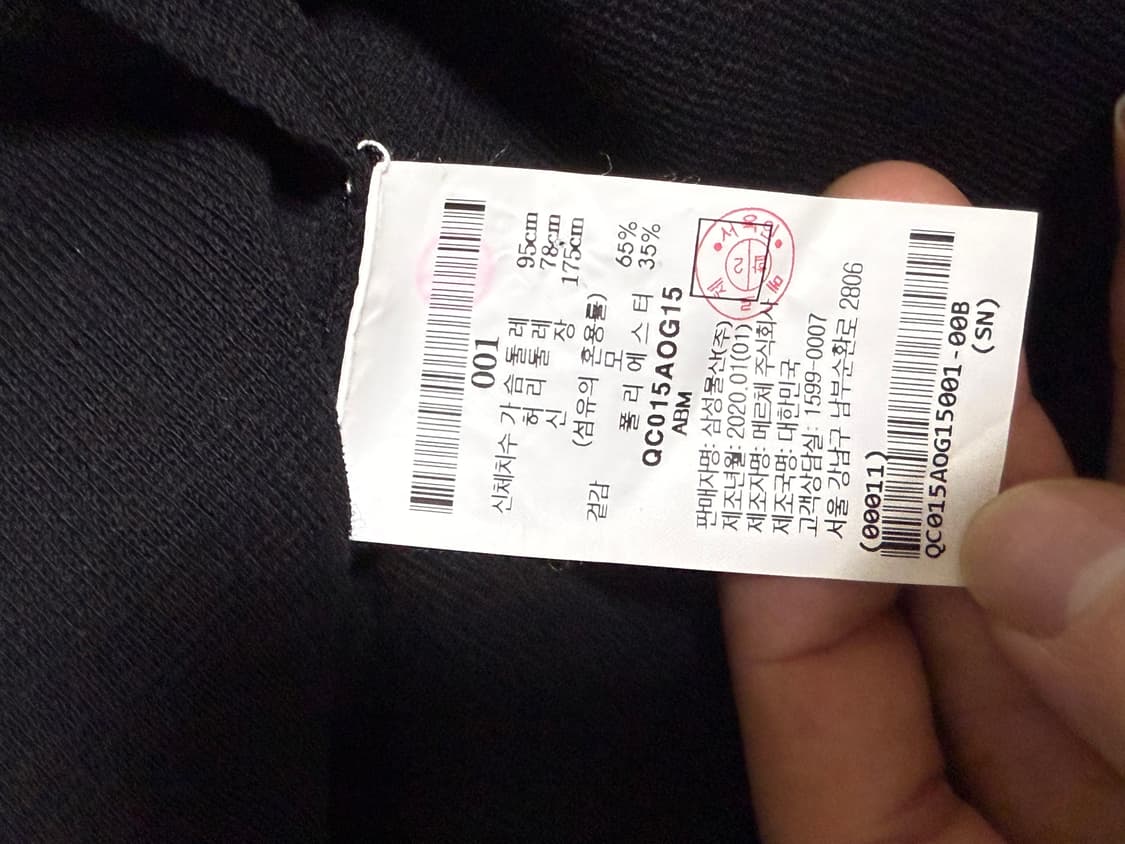 001
신체치수 가슴둘레 95cm
허리둘레 78cm
신장 175cm
(섬유의 혼용률)
겉감 모 65%
폴리에스터 35%
QC015AOG15
ABM
판매자명: 삼성물산(주)
제조년월: 2020.01(01)
제조자명: 메르제 주식회사
제조국명: 대한민국
고객상담실: 1599-0007
서울 강남구 남부순환로 2806
(00011)
QC015AOG15001-00B
(SN)